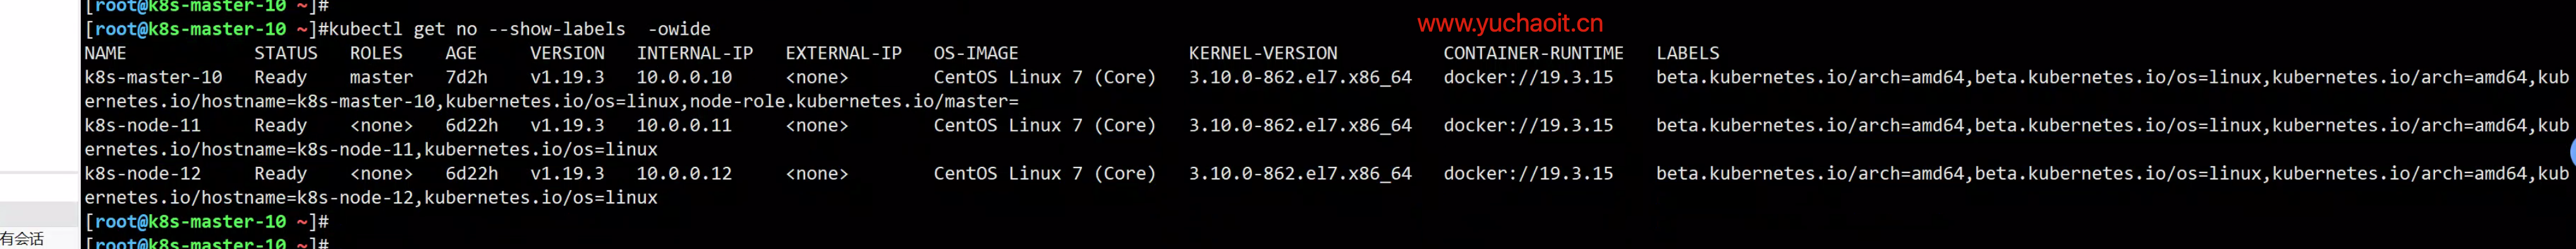 [root@k8s-master-10 ~]#
[root@k8s-master-10 ~]#kubectl get no --show-labels  -owide
www.yuchaoit.cn
NAME            STATUS   ROLES    AGE     VERSION   INTERNAL-IP   EXTERNAL-IP   OS-IMAGE                KERNEL-VERSION          CONTAINER-RUNTIME   LABELS
k8s-master-10   Ready    master   7d2h    v1.19.3   10.0.0.10     <none>        CentOS Linux 7 (Core)   3.10.0-862.el7.x86_64   docker://19.3.15    beta.kubernetes.io/arch=amd64,beta.kubernetes.io/os=linux,kubernetes.io/arch=amd64,kub
ernetes.io/hostname=k8s-master-10,kubernetes.io/os=linux,node-role.kubernetes.io/master=
k8s-node-11     Ready    <none>   6d22h   v1.19.3   10.0.0.11     <none>        CentOS Linux 7 (Core)   3.10.0-862.el7.x86_64   docker://19.3.15    beta.kubernetes.io/arch=amd64,beta.kubernetes.io/os=linux,kubernetes.io/arch=amd64,kub
ernetes.io/hostname=k8s-node-11,kubernetes.io/os=linux
k8s-node-12     Ready    <none>   6d22h   v1.19.3   10.0.0.12     <none>        CentOS Linux 7 (Core)   3.10.0-862.el7.x86_64   docker://19.3.15    beta.kubernetes.io/arch=amd64,beta.kubernetes.io/os=linux,kubernetes.io/arch=amd64,kub
ernetes.io/hostname=k8s-node-12,kubernetes.io/os=linux
[root@k8s-master-10 ~]#
有会话
[root@k8s-master-10 ~]#